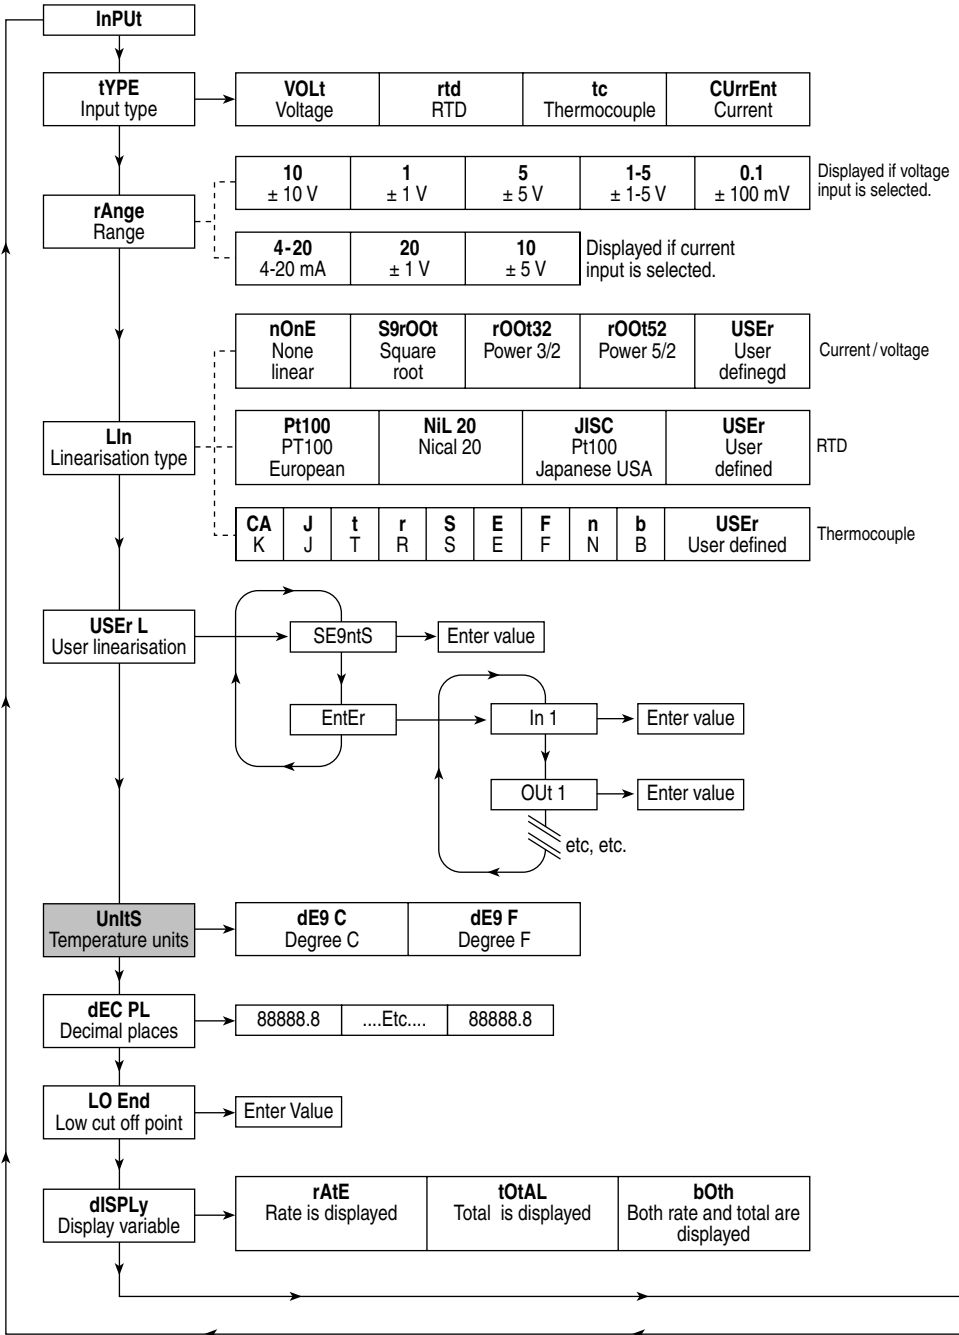 InPUt
tYPE
Input type
VOLt
Voltage
rtd
RTD
tc
Thermocouple
CUrrEnt
Current
rAnge
Range
10
± 10 V
1
± 1 V
5
± 5 V
1-5
± 1-5 V
0.1
± 100 mV
Displayed if voltage
input is selected.
4-20
4-20 mA
20
± 1 V
10
± 5 V
Displayed if current
input is selected.
LIn
Linearisation type
nOnE
None
linear
S9rOOt
Square
root
rOOt32
Power 3/2
rOOt52
Power 5/2
USEr
User
definegd
Current / voltage
Pt100
PT100
European
NiL 20
Nical 20
JISC
Pt100
Japanese USA
USEr
User
defined
RTD
CA
K
J
J
t
T
r
R
S
S
E
E
F
F
n
N
b
B
USEr
User defined
Thermocouple
USEr L
User linearisation
SE9ntS
Enter value
EntEr
In 1
Enter value
OUt 1
Enter value
etc, etc.
UnItS
Temperature units
dE9 C
Degree C
dE9 F
Degree F
dEC PL
Decimal places
88888.8
....Etc....
88888.8
LO End
Low cut off point
Enter Value
dISPLy
Display variable
rAtE
Rate is displayed
tOtAL
Total is displayed
bOth
Both rate and total are
displayed